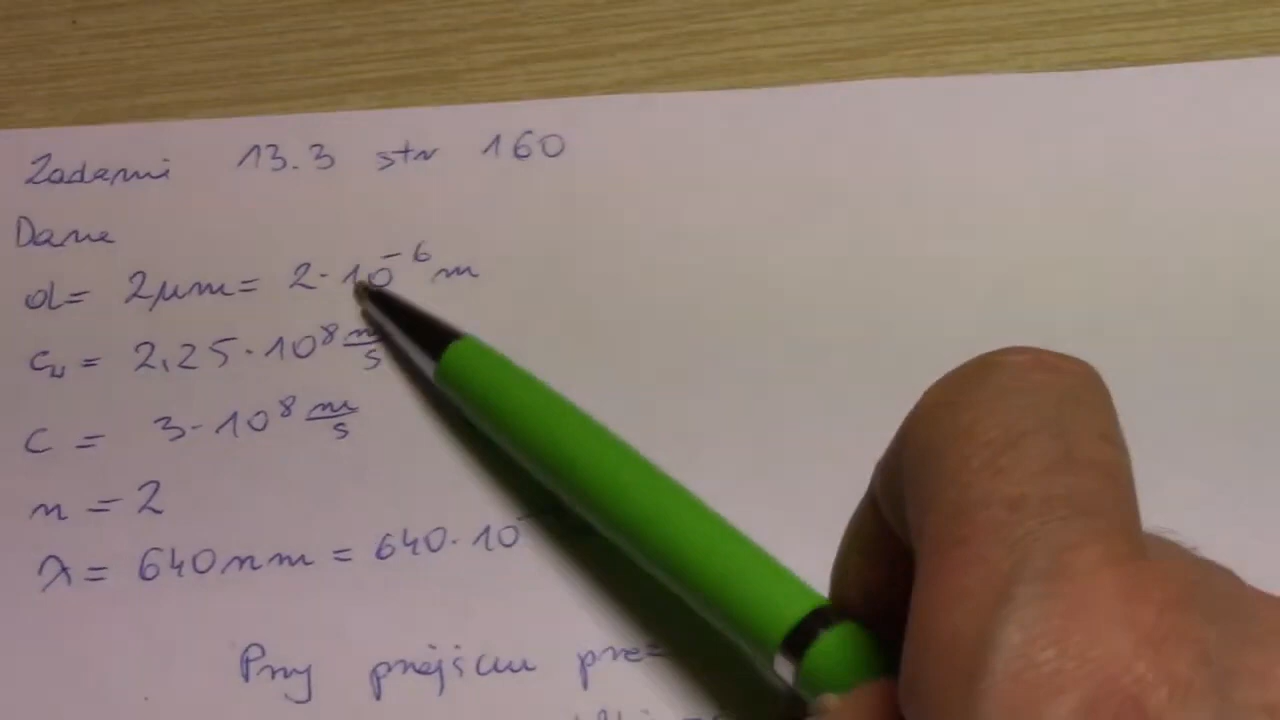 Zadanie 13.3 str 160
Dane
d = 2μm = 2·10⁻⁶ m
cᵤ = 2,25·10⁸ m/s
c = 3·10⁸ m/s
n = 2
λ = 640nm = 640·10⁻
Przy przejściu prze